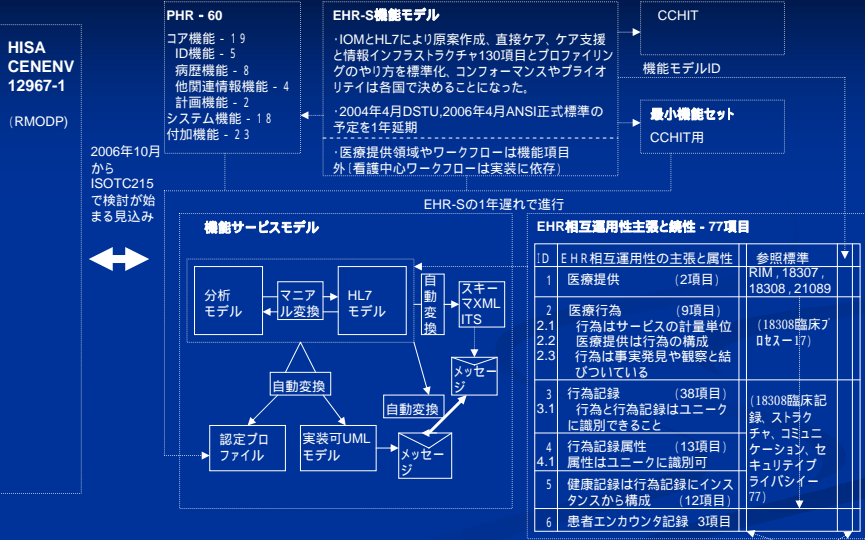 HISA
CENENV
12967-1
(RMODP)
2006年10月
から
ISOTC215
で検討が始
まる見込み
PHR - 60
コア機能 - 19
ID機能 - 5
病歴機能 - 8
他関連情報機能 - 4
計画機能 - 2
システム機能 - 18
付加機能 - 23
EHR-S機能モデル
・IOMとHL7により原案作成、直接ケア、ケア支援
と情報インフラストラクチャ130項目とプロファイリン
グのやり方を標準化、コンフォーマンスやプライオ
リテイは各国で決めることになった。
・2004年4月DSTU,2006年4月ANSI正式標準の
予定を1年延期
・医療提供領域やワークフローは機能項目
外(看護中心ワークフローは実装に依存)
CCHIT
機能モデルID
最小機能セット
CCHIT用
EHR-Sの1年遅れで進行
機能サービスモデル
分析
モデル
マニア
ル変換
HL7
モデル
自
動
変
換
スキー
マXML
ITS
メッセー
ジ
自動変換
自動変換
認定プロ
ファイル
実装可UML
モデル
メッセー
ジ
EHR相互運用性主張と続性 - 77項目
ID EHR相互運用性の主張と属性 参照標準
1 医療提供 (2項目) RIM, 18307,
18308, 21089
2 医療行為 (9項目)
2.1 行為はサービスの計量単位
2.2 医療提供は行為の構成
2.3 行為は事実発見や観察と結
びついている
(18308臨床プ
ロセスー17)
3 行為記録 (38項目)
3.1 行為と行為記録はユニーク
に識別できること
4 行為記録属性 (13項目)
4.1 属性はユニークに識別可
5 健康記録は行為記録にインス
タンスから構成 (12項目)
6 患者エンカウンタ記録 3項目
(18308臨床記
録、ストラク
チャ、コミュニ
ケーション、セ
キュリテイプ
ライバシイー
77)